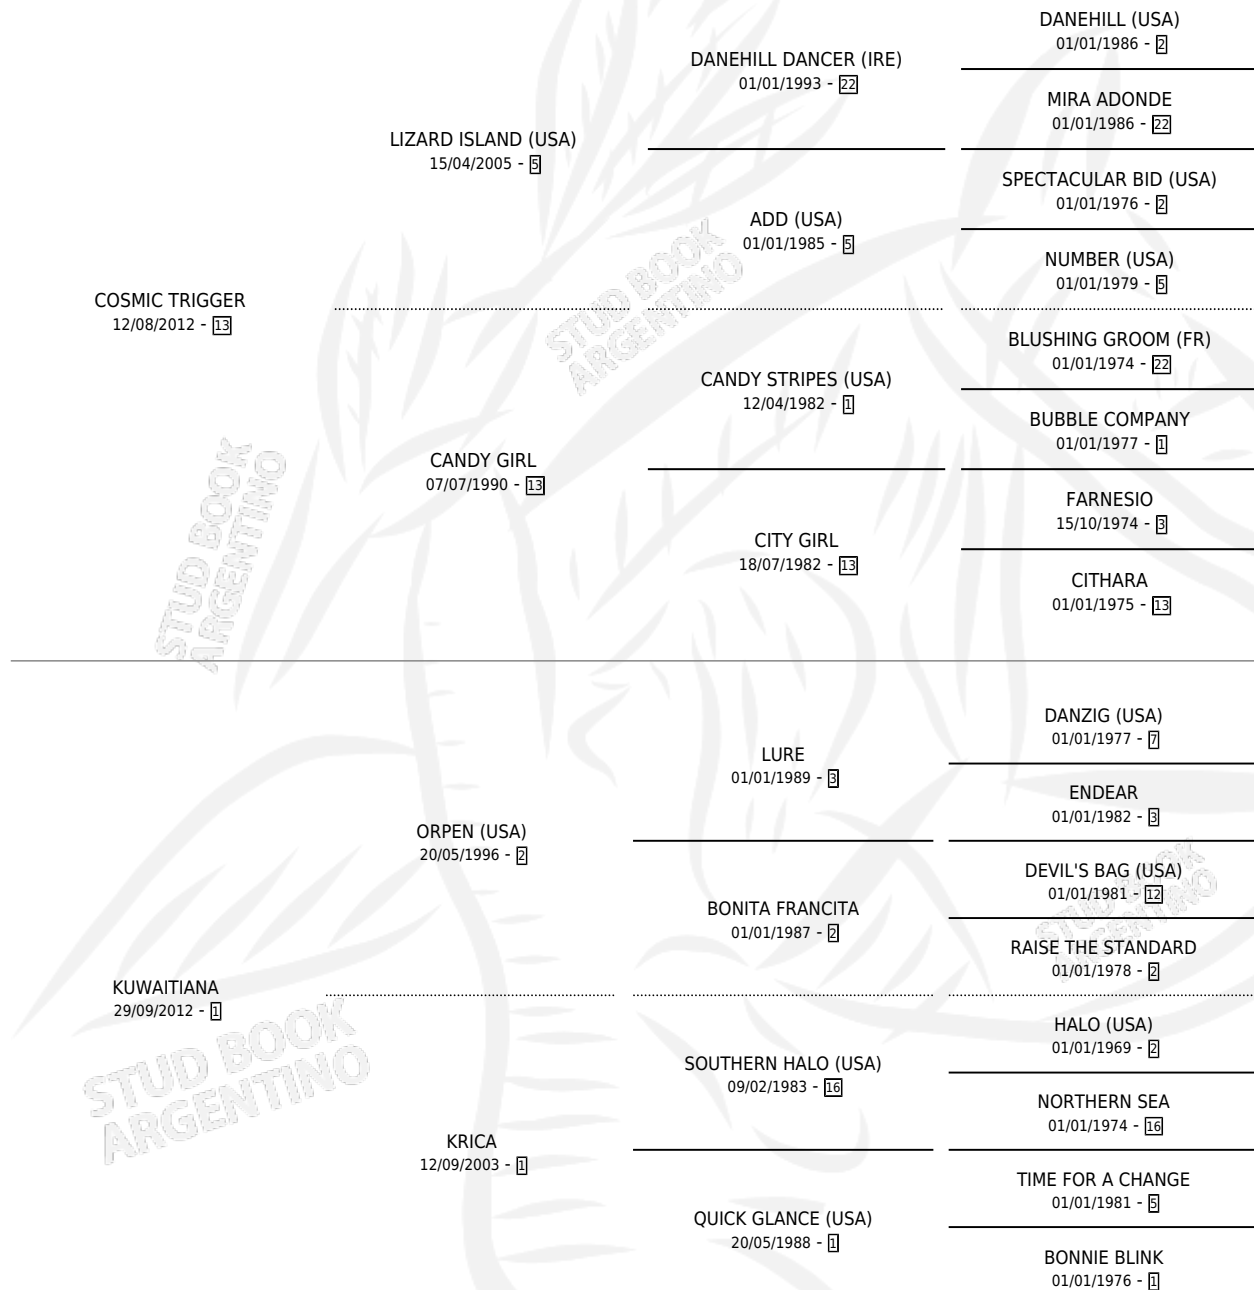 DANEHILL (USA)
01/01/1986 - 2
DANEHILL DANCER (IRE)
01/01/1993 - 22
MIRA ADONDE
01/01/1986 - 22
LIZARD ISLAND (USA)
15/04/2005 - 5
SPECTACULAR BID (USA)
01/01/1976 - 2
ADD (USA)
01/01/1985 - 5
NUMBER (USA)
01/01/1979 - 5
COSMIC TRIGGER
12/08/2012 - 13
BLUSHING GROOM (FR)
01/01/1974 - 22
CANDY STRIPES (USA)
12/04/1982 - 1
BUBBLE COMPANY
01/01/1977 - 1
CANDY GIRL
07/07/1990 - 13
FARNESIO
15/10/1974 - 3
CITY GIRL
18/07/1982 - 13
CITHARA
01/01/1975 - 13
STUD BOOK
ARGENTINO
STUD BOOK
ARGENTINO
DANZIG (USA)
01/01/1977 - 7
LURE
01/01/1989 - 3
ENDEAR
01/01/1982 - 3
ORPEN (USA)
20/05/1996 - 2
DEVIL'S BAG (USA)
01/01/1981 - 12
BONITA FRANCITA
01/01/1987 - 2
RAISE THE STANDARD
01/01/1978 - 2
KUWAITIANA
29/09/2012 - 1
HALO (USA)
01/01/1969 - 2
SOUTHERN HALO (USA)
09/02/1983 - 16
NORTHERN SEA
01/01/1974 - 16
KRICA
12/09/2003 - 1
TIME FOR A CHANGE
01/01/1981 - 5
QUICK GLANCE (USA)
20/05/1988 - 1
BONNIE BLINK
01/01/1976 - 1
STUD BOOK
ARGENTINO
STUD BOOK
ARGENTINO